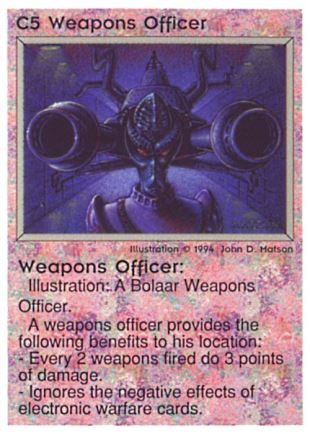 C5 Weapons Officer
Illustration © 1994 John D. Matson
Weapons Officer:
Illustration: A Bolaar Weapons
Officer.
A weapons officer provides the
following benefits to his location:
- Every 2 weapons fired do 3 points
of damage.
- Ignores the negative effects of
electronic warfare cards.